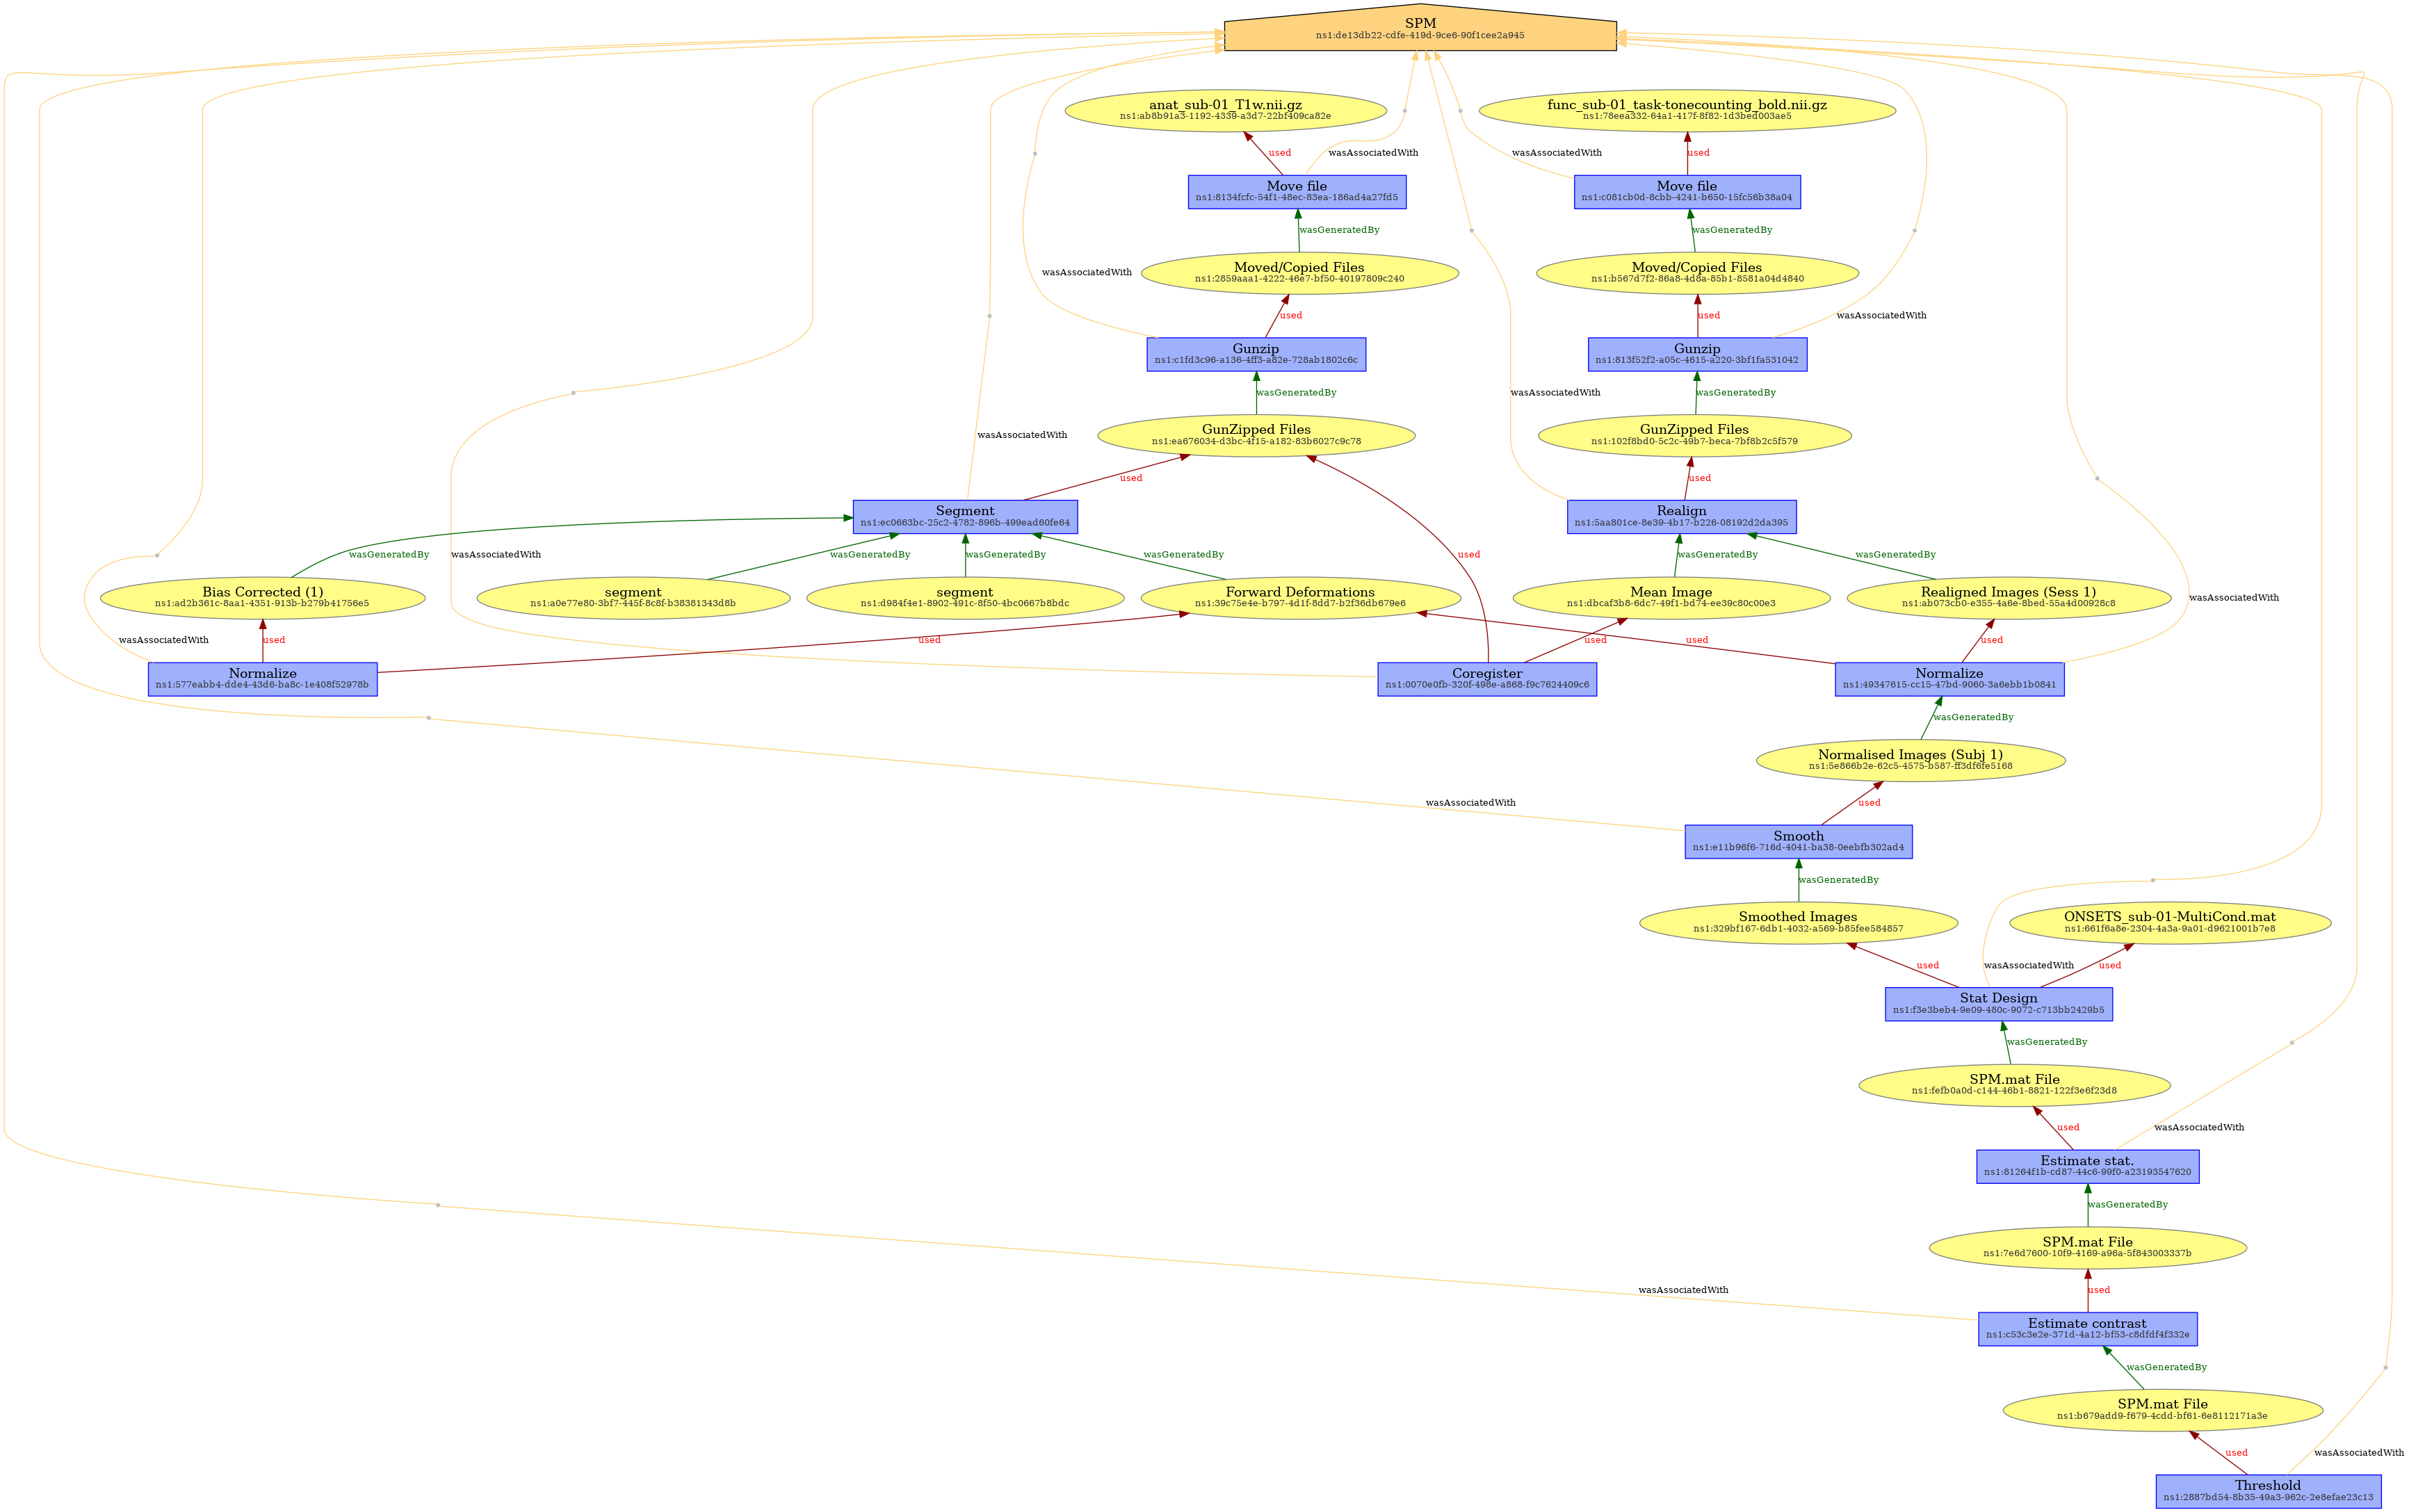 SPM
ns1:de13db22-cdfe-419d-9ce6-90f1cee2a945
anat_sub-01_T1w.nii.gz
ns1:ab8b91a3-1192-4339-a3d7-22bf409ca82e
func_sub-01_task-tonecounting_bold.nii.gz
ns1:78eea332-64a1-417f-8f82-1d3bed003ae5
used
wasAssociatedWith
wasAssociatedWith
used
Move file
ns1:8134fcfc-54f1-48ec-83ea-186ad4a27fd5
Move file
ns1:c081cb0d-8cbb-4241-b650-15fc56b38a04
wasGeneratedBy
wasGeneratedBy
Moved/Copied Files
ns1:2859aaa1-4222-46e7-bf50-40197809c240
Moved/Copied Files
ns1:b567d7f2-86a8-4d8a-85b1-8581a04d4840
wasAssociatedWith
used
used
wasAssociatedWith
Gunzip
ns1:c1fd3c96-a136-4ff3-a82e-728ab1802c6c
Gunzip
ns1:813f52f2-a05c-4615-a220-3bf1fa531042
wasGeneratedBy
wasAssociatedWith
wasGeneratedBy
GunZipped Files
ns1:ea676034-d3bc-4f15-a182-83b6027c9c78
GunZipped Files
ns1:102f8bd0-5c2c-49b7-beca-7bf8b2c5f579
wasAssociatedWith
used
used
Segment
ns1:ec0663bc-25c2-4782-896b-499ead60fe64
Realign
ns1:5aa801ce-8e39-4b17-b226-08192d2da395
wasGeneratedBy
wasAssociatedWith
wasGeneratedBy
wasGeneratedBy
wasGeneratedBy
used
wasGeneratedBy
wasGeneratedBy
Bias Corrected (1)
ns1:ad2b361c-8aa1-4351-913b-b279b41756e5
segment
ns1:a0e77e80-3bf7-445f-8c8f-b38381343d8b
segment
ns1:d984f4e1-8902-491c-8f50-4bc0667b8bdc
Forward Deformations
ns1:39c75e4e-b797-4d1f-8dd7-b2f36db679e6
Mean Image
ns1:dbcaf3b8-6dc7-49f1-bd74-ee39c80c00e3
Realigned Images (Sess 1)
ns1:ab073cb0-e355-4a6e-8bed-55a4d00928c8
wasAssociatedWith
wasAssociatedWith
used
used
used
used
used
Normalize
ns1:577eabb4-dde4-43d6-ba8c-1e408f52978b
Coregister
ns1:0070e0fb-320f-498e-a868-f9c7624409c6
Normalize
ns1:49347615-cc15-47bd-9060-3a6ebb1b0841
wasGeneratedBy
Normalised Images (Subj 1)
ns1:5e866b2e-62c5-4575-b587-ff3df6fe5168
wasAssociatedWith
used
Smooth
ns1:e11b96f6-716d-4041-ba38-0eebfb302ad4
wasGeneratedBy
Smoothed Images
ns1:329bf167-6db1-4032-a569-b85fee584857
ONSETS_sub-01-MultiCond.mat
ns1:661f6a8e-2304-4a3a-9a01-d9621001b7e8
used
wasAssociatedWith
used
Stat Design
ns1:f3e3beb4-9e09-480c-9072-c713bb2429b5
wasGeneratedBy
SPM.mat File
ns1:fefb0a0d-c144-46b1-8821-122f3e6f23d8
used
wasAssociatedWith
Estimate stat.
ns1:81264f1b-cd87-44c6-99f0-a23193547620
wasGeneratedBy
SPM.mat File
ns1:7e6d7600-10f9-4169-a96a-5f843003337b
wasAssociatedWith
used
Estimate contrast
ns1:c53c3e2e-371d-4a12-bf53-c8dfdf4f332e
wasGeneratedBy
SPM.mat File
ns1:b679add9-f679-4cdd-bf61-6e8112171a3e
used
wasAssociatedWith
Threshold
ns1:2887bd54-8b35-49a3-962c-2e8efae23c13